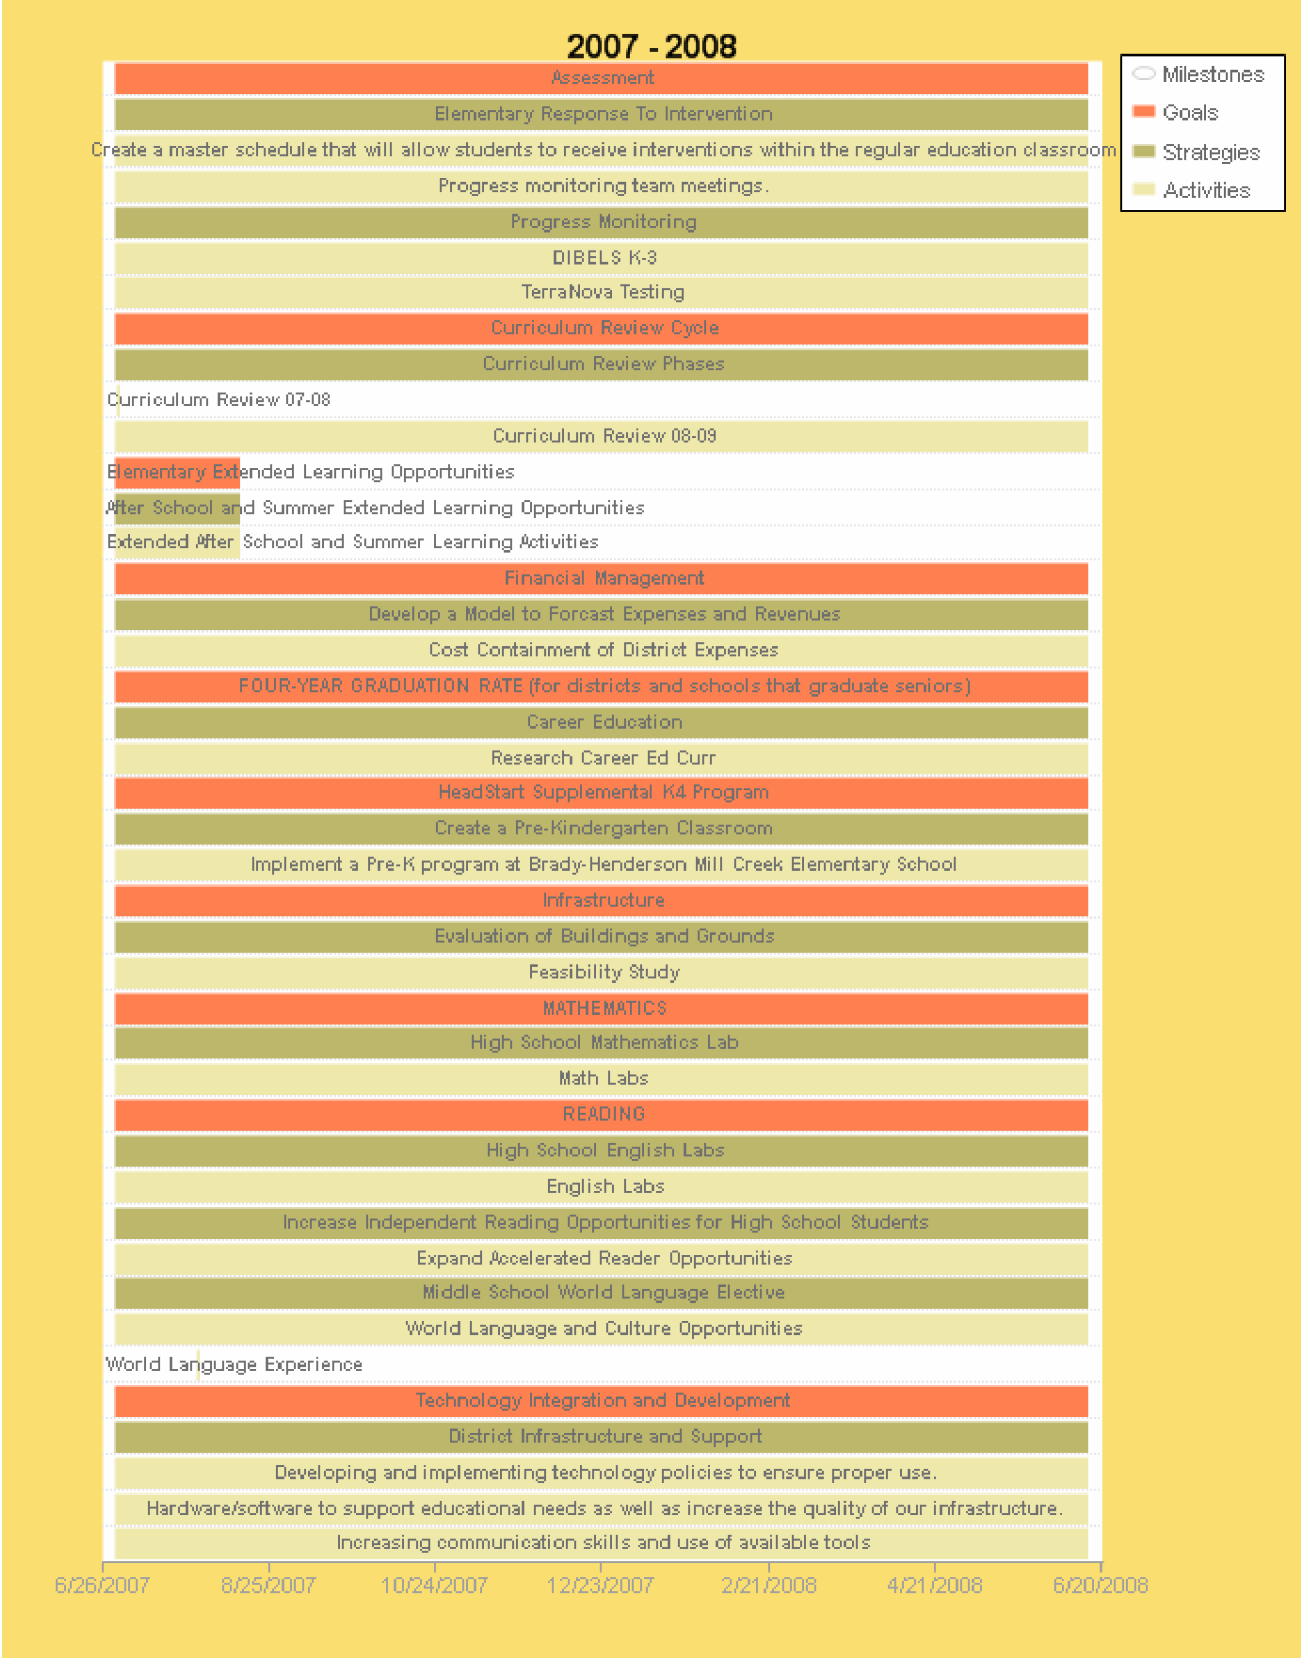 2007 - 2008
Milestones
Goals
Strategies
Activities
Assessment
Elementary Response To Intervention
Create a master schedule that will allow students to receive interventions within the regular education classroom
Progress monitoring team meetings.
Progress Monitoring
DIBELS K-3
TerraNova Testing
Curriculum Review Cycle
Curriculum Review Phases
Curriculum Review 07-08
Curriculum Review 08-09
Elementary Extended Learning Opportunities
After School and Summer Extended Learning Opportunities
Extended After School and Summer Learning Activities
Financial Management
Develop a Model to Forcast Expenses and Revenues
Cost Containment of District Expenses
FOUR-YEAR GRADUATION RATE (for districts and schools that graduate seniors)
Career Education
Research Career Ed Curr
HeadStart Supplemental K4 Program
Create a Pre-Kindergarten Classroom
Implement a Pre-K program at Brady-Henderson Mill Creek Elementary School
Infrastructure
Evaluation of Buildings and Grounds
Feasibility Study
MATHEMATICS
High School Mathematics Lab
Math Labs
READING
High School English Labs
English Labs
Increase Independent Reading Opportunities for High School Students
Expand Accelerated Reader Opportunities
Middle School World Language Elective
World Language and Culture Opportunities
World Language Experience
Technology Integration and Development
District Infrastructure and Support
Developing and implementing technology policies to ensure proper use.
Hardware/software to support educational needs as well as increase the quality of our infrastructure.
Increasing communication skills and use of available tools
6/26/2007 8/25/2007 10/24/2007 12/23/2007 2/21/2008 4/21/2008 6/20/2008